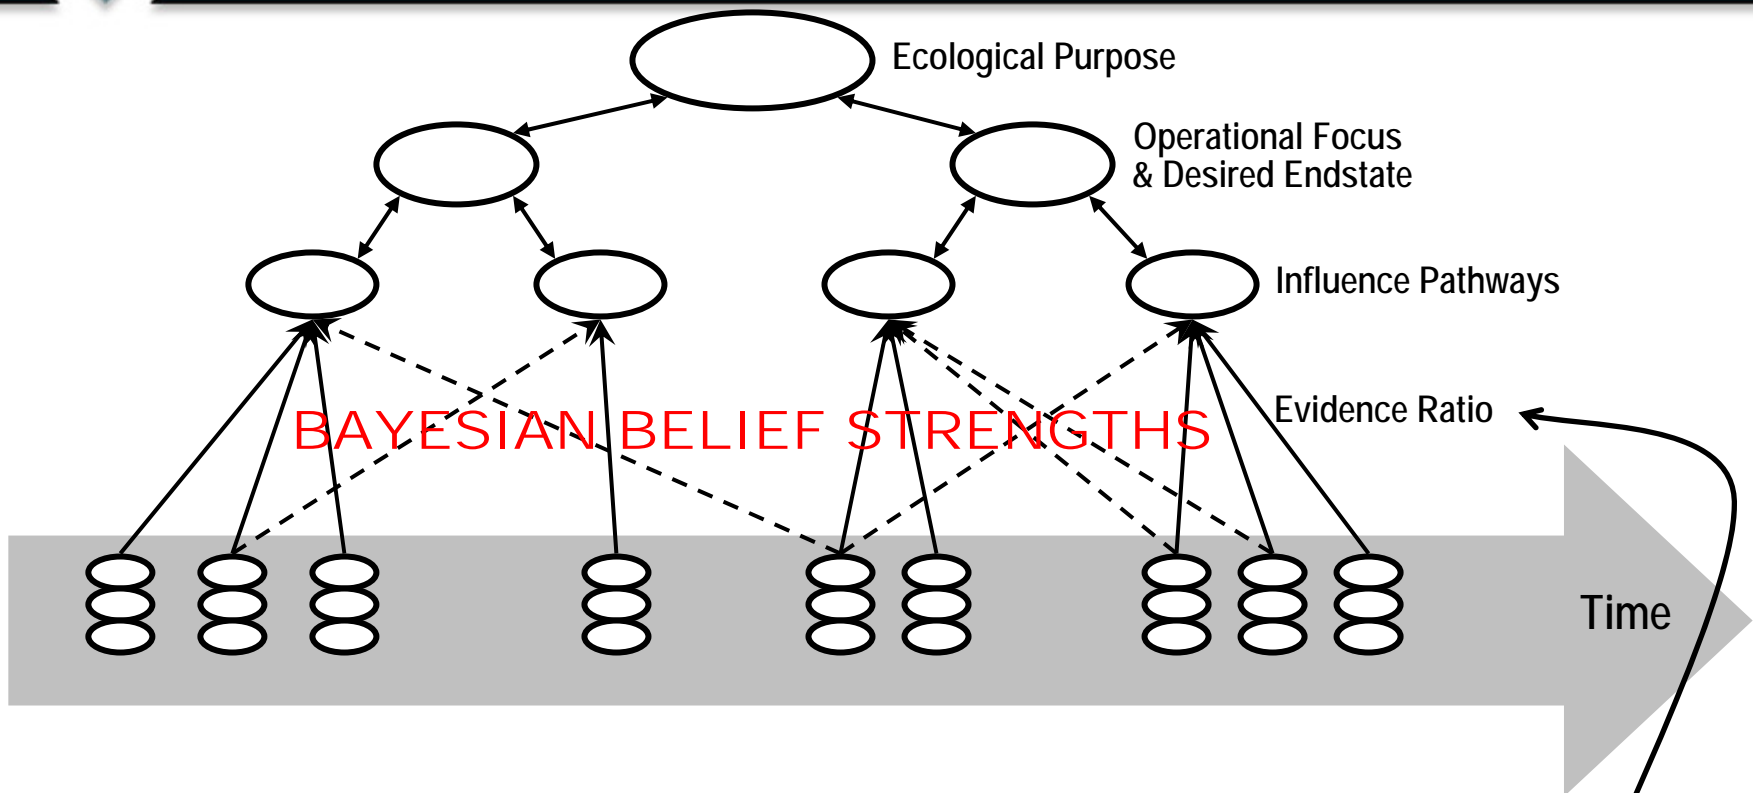 Ecological Purpose
Operational Focus
& Desired Endstate
Influence Pathways
Evidence Ratio
BAYESIAN BELIEF STRENGTHS
Time